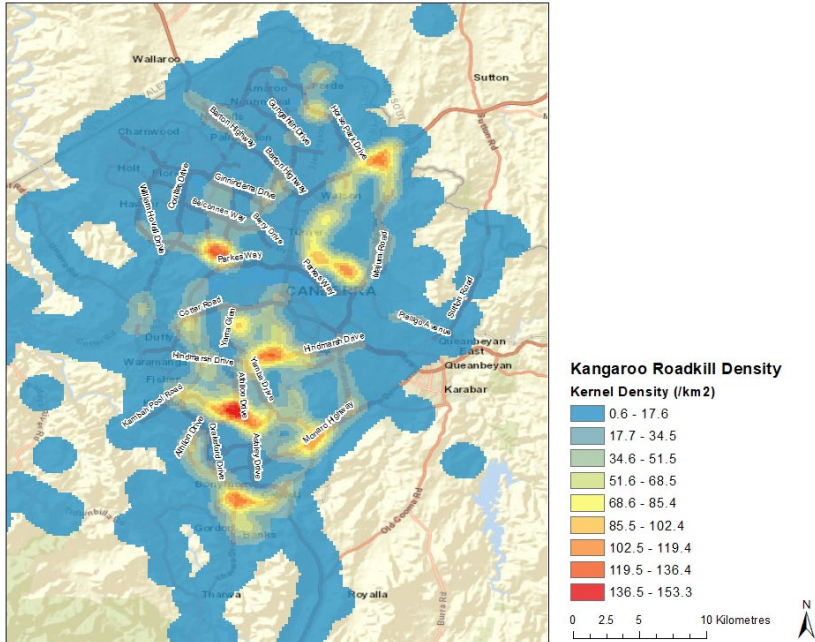 Wallaroo
Sutton
Amaroo
Forde
Ngunnawal
Gungahlin Drive
Horse Park Drive
Barton Highway
Charnwood
Sutton Rd
Barton Highway
Holt
Coulter Drive
Ginninderra Drive
Watson
William Hovell Drive
Belconnen Way
Barry Drive
Turner
Parkes Way
Parkes Way
Majura Road
CANBERRA
Sutton Road
Cotter Road
Yarra Glen
Pialligo Avenue
Duffy
Hindmarsh Drive
Queanbeyan
East
Waramanga
Hindmarsh Drive
Yamba Drive
Queanbeyan
Fisher
Karabar
Athllon Drive
Kambah Pool Road
Monaro Highway
Athllon Drive
Drakeford Drive
Ashley Drive
Old Cooma Rd
Gordon
Banks
Tharwa
Royalla
Burra Rd
Kangaroo Roadkill Density
Kernel Density (/km2)
0.6 - 17.6
17.7 - 34.5
34.6 - 51.5
51.6 - 68.5
68.6 - 85.4
85.5 - 102.4
102.5 - 119.4
119.5 - 136.4
136.5 - 153.3
N
0 2.5 5 10 Kilometres